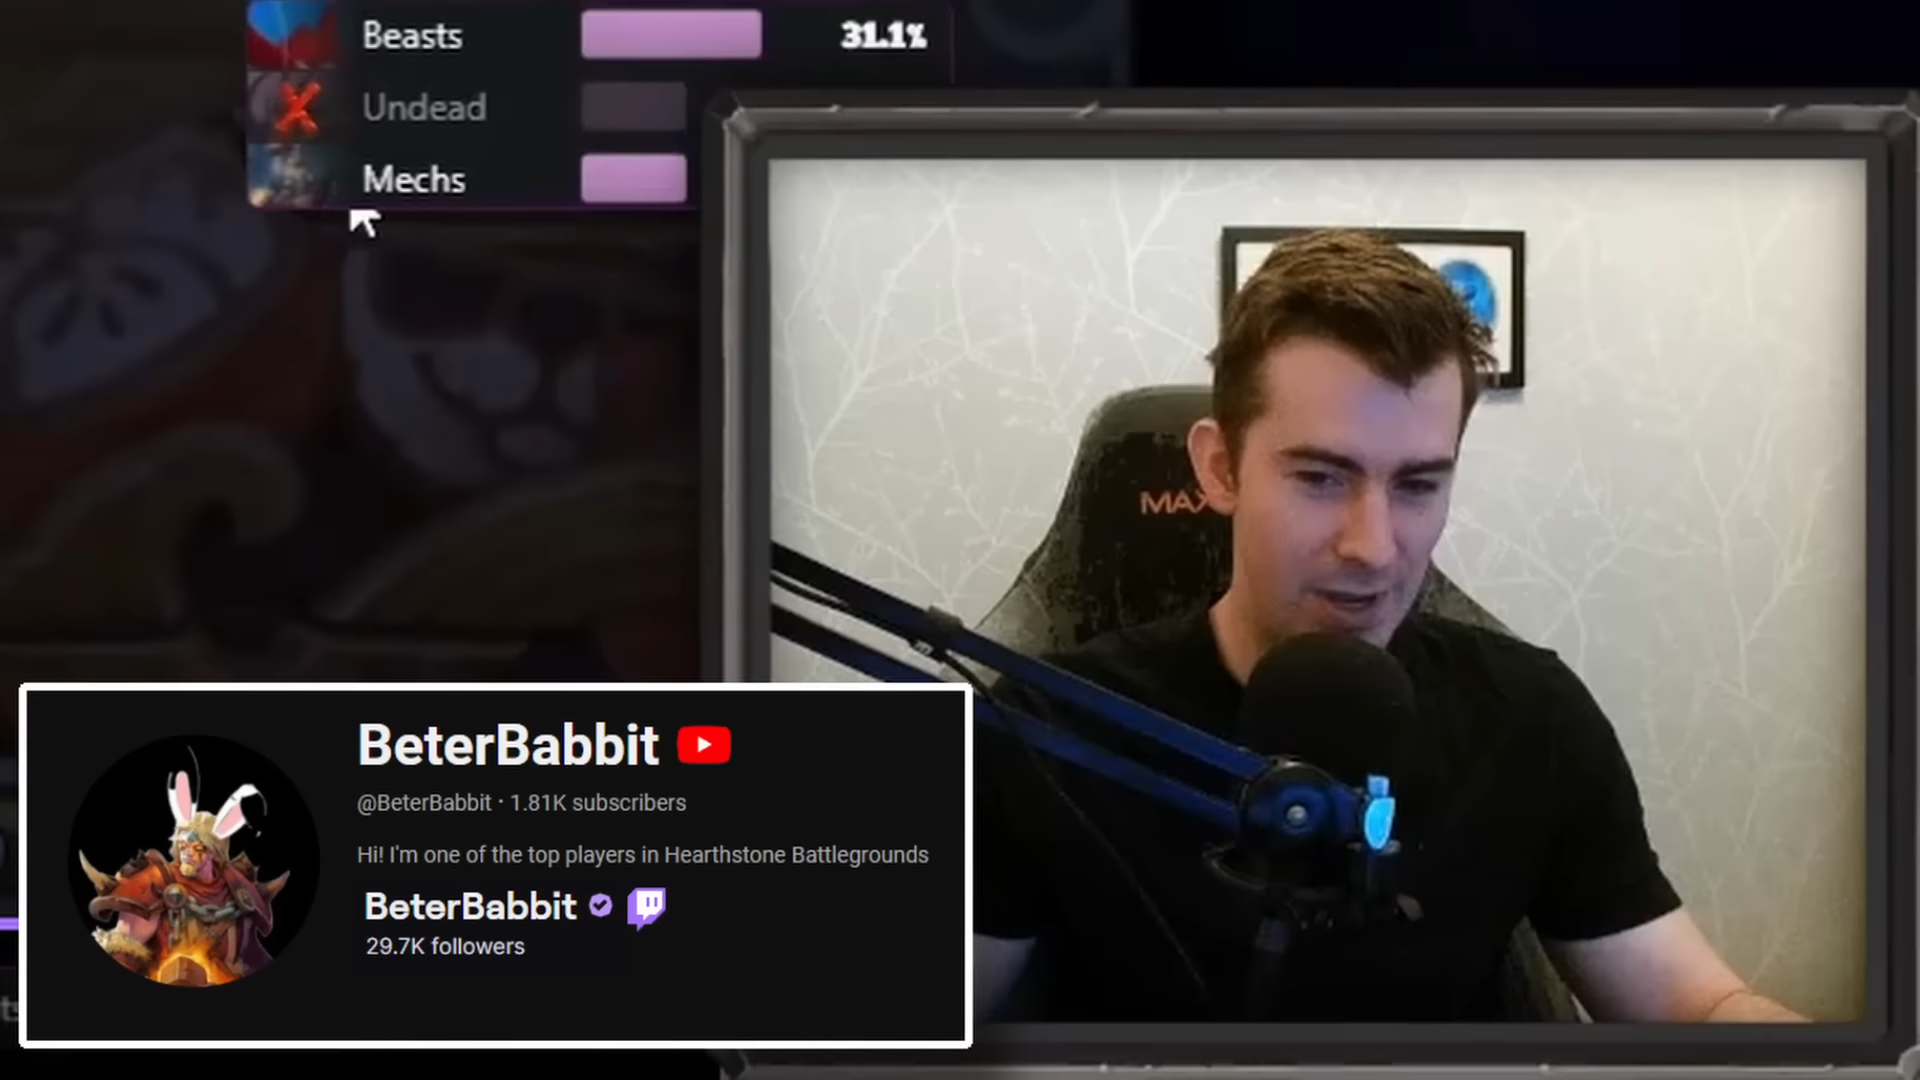 Beasts 31.1%
Undead
Mechs
MAX
BeterBabbit
@BeterBabbit · 1.81K subscribers
Hi! I'm one of the top players in Hearthstone Battlegrounds
BeterBabbit
29.7K followers